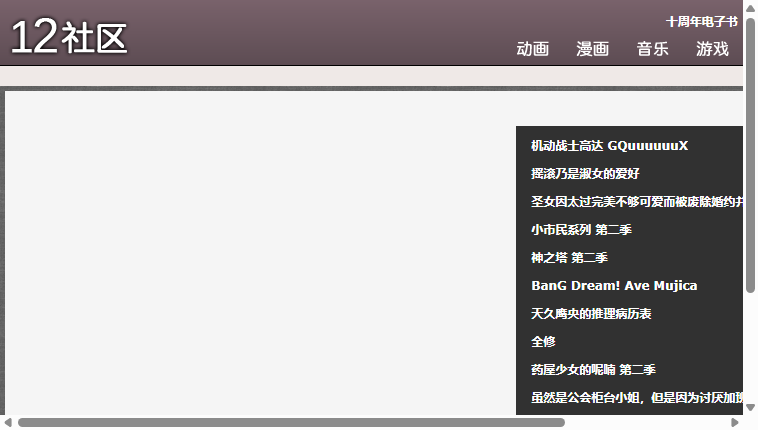 12社区
十周年电子书
动画 漫画 音乐 游戏
机动战士高达 GQuuuuuuX
摇滚乃是淑女的爱好
圣女因太过完美不够可爱而被废除婚约并
小市民系列 第二季
神之塔 第二季
BanG Dream! Ave Mujica
天久鹰央的推理病历表
全修
药屋少女的呢喃 第二季
虽然是公会柜台小姐，但是因为讨厌加班